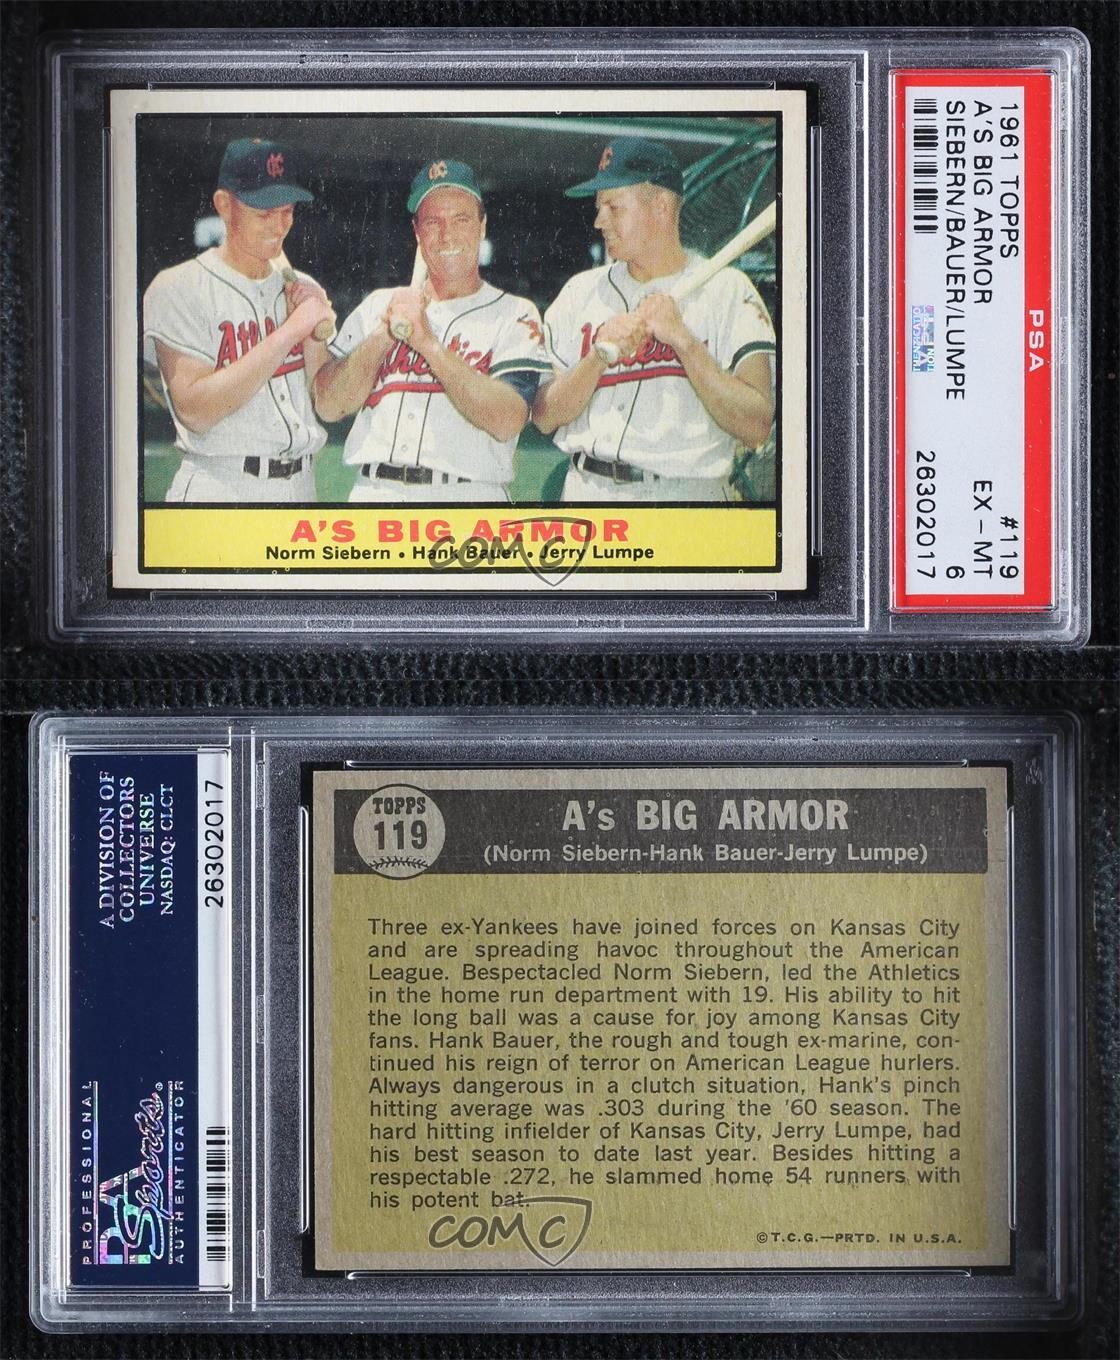 1961 TOPPS #119
A'S BIG ARMOR EX-MT
SIEBERN/BAUER/LUMPE 6
26302017
PSA
KC
KC
Athletics
A'S BIG ARMOR
Norm Siebern • Hank Bauer • Jerry Lumpe
COMC
A DIVISION OF
COLLECTORS
UNIVERSE
NASDAQ: CLCT
26302017
PROFESSIONAL
PSA
Sports®
AUTHENTICATOR
TOPPS
119
A's BIG ARMOR
(Norm Siebern-Hank Bauer-Jerry Lumpe)
Three ex-Yankees have joined forces on Kansas City
and are spreading havoc throughout the American
League. Bespectacled Norm Siebern, led the Athletics
in the home run department with 19. His ability to hit
the long ball was a cause for joy among Kansas City
fans. Hank Bauer, the rough and tough ex-marine, con-
tinued his reign of terror on American League hurlers.
Always dangerous in a clutch situation, Hank's pinch
hitting average was .303 during the '60 season. The
hard hitting infielder of Kansas City, Jerry Lumpe, had
his best season to date last year. Besides hitting a
respectable .272, he slammed home 54 runners with
his potent bat.
COMC
©T.C.G.—PRTD. IN U.S.A.